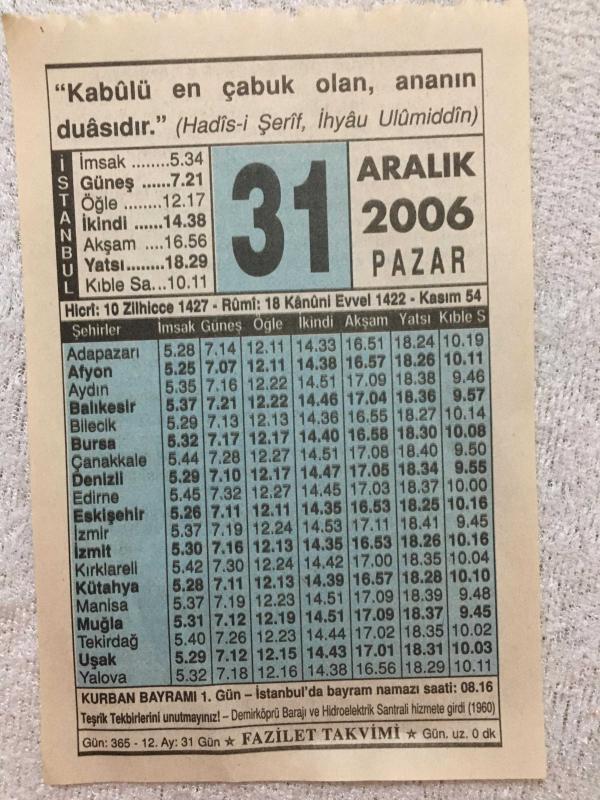 “Kabûlü en çabuk olan, ananın
duâsıdır.” (Hadîs-i Şerîf, İhyâu Ulûmiddîn)
İSTANBUL
İmsak ........5.34
Güneş ......7.21
Öğle ........12.17
İkindi ......14.38
Akşam ....16.56
Yatsı........18.29
Kıble Sa...10.11
31
ARALIK
2006
PAZAR
Hicrî: 10 Zilhicce 1427 - Rûmî: 18 Kânûni Evvel 1422 - Kasım 54
Şehirler İmsak Güneş Öğle İkindi Akşam Yatsı Kıble S
Adapazarı 5.28 7.14 12.11 14.33 16.51 18.24 10.19
Afyon 5.25 7.07 12.11 14.38 16.57 18.26 10.11
Aydın 5.35 7.16 12.22 14.51 17.09 18.38 9.46
Balıkesir 5.37 7.21 12.22 14.46 17.04 18.36 9.57
Bilecik 5.29 7.13 12.13 14.36 16.55 18.27 10.14
Bursa 5.32 7.17 12.17 14.40 16.58 18.30 10.08
Çanakkale 5.44 7.28 12.27 14.51 17.08 18.40 9.50
Denizli 5.29 7.10 12.17 14.47 17.05 18.34 9.55
Edirne 5.45 7.32 12.27 14.45 17.03 18.37 10.00
Eskişehir 5.26 7.11 12.11 14.35 16.53 18.25 10.16
İzmir 5.37 7.19 12.24 14.53 17.11 18.41 9.45
İzmit 5.30 7.16 12.13 14.35 16.53 18.26 10.16
Kırklareli 5.42 7.30 12.24 14.42 17.00 18.35 10.04
Kütahya 5.28 7.11 12.13 14.39 16.57 18.28 10.10
Manisa 5.37 7.19 12.23 14.51 17.09 18.39 9.48
Muğla 5.31 7.12 12.19 14.51 17.09 18.37 9.45
Tekirdağ 5.40 7.26 12.23 14.44 17.02 18.35 10.02
Uşak 5.29 7.12 12.15 14.43 17.01 18.31 10.03
Yalova 5.32 7.18 12.16 14.38 16.56 18.29 10.11
KURBAN BAYRAMI 1. Gün – İstanbul'da bayram namazı saati: 08.16
Teşrîk Tekbirlerini unutmayınız! – Demirköprü Barajı ve Hidroelektrik Santrali hizmete girdi (1960)
Gün: 365 - 12. Ay: 31 Gün ★ FAZİLET TAKVİMİ ★ Gün. uz. 0 dk